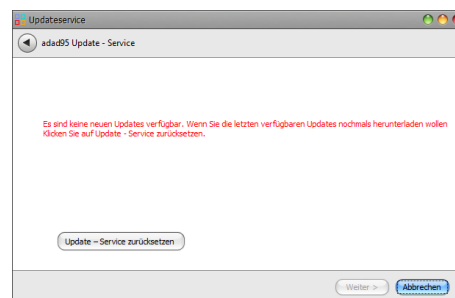 Updateservice
adad95 Update - Service
Es sind keine neuen Updates verfügbar. Wenn Sie die letzten verfügbaren Updates nochmals herunterladen wollen
Klicken Sie auf Update - Service zurücksetzen.
Update – Service zurücksetzen
Weiter >
Abbrechen